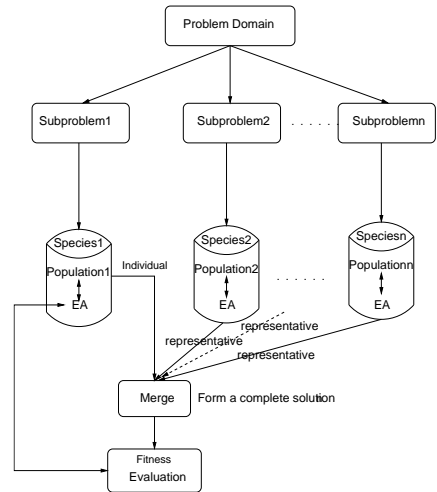 Problem Domain
Subproblem1
Subproblem2
. . . . . .
Subproblemn
Species1
Species2
Speciesn
Individual
Population1
Population2
Populationn
. . . . . .
EA
EA
EA
representative
representative
representative
Merge
Form a complete solution
Fitness
Evaluation